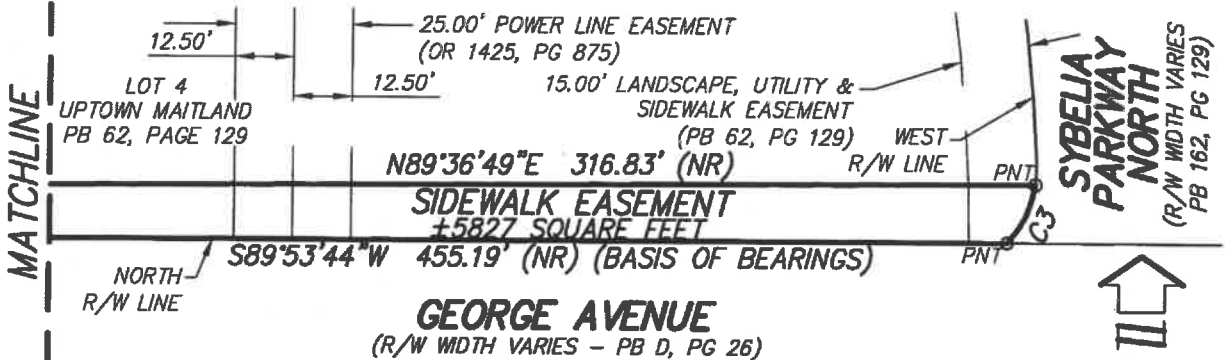 25.00' POWER LINE EASEMENT
(OR 1425, PG 875)
12.50'
12.50'
LOT 4
UPTOWN MAITLAND
PB 62, PAGE 129
15.00' LANDSCAPE, UTILITY &
SIDEWALK EASEMENT
(PB 62, PG 129)
WEST
R/W LINE
MATCHLINE
N89°36'49"E 316.83' (NR)
PNT
SIDEWALK EASEMENT
±5827 SQUARE FEET
C3
S89°53'44"W 455.19' (NR) (BASIS OF BEARINGS)
PNT
NORTH
R/W LINE
GEORGE AVENUE
(R/W WIDTH VARIES - PB D, PG 26)
SYBELIA
PARKWAY
NORTH
(R/W WIDTH VARIES
PB 162, PG 129)